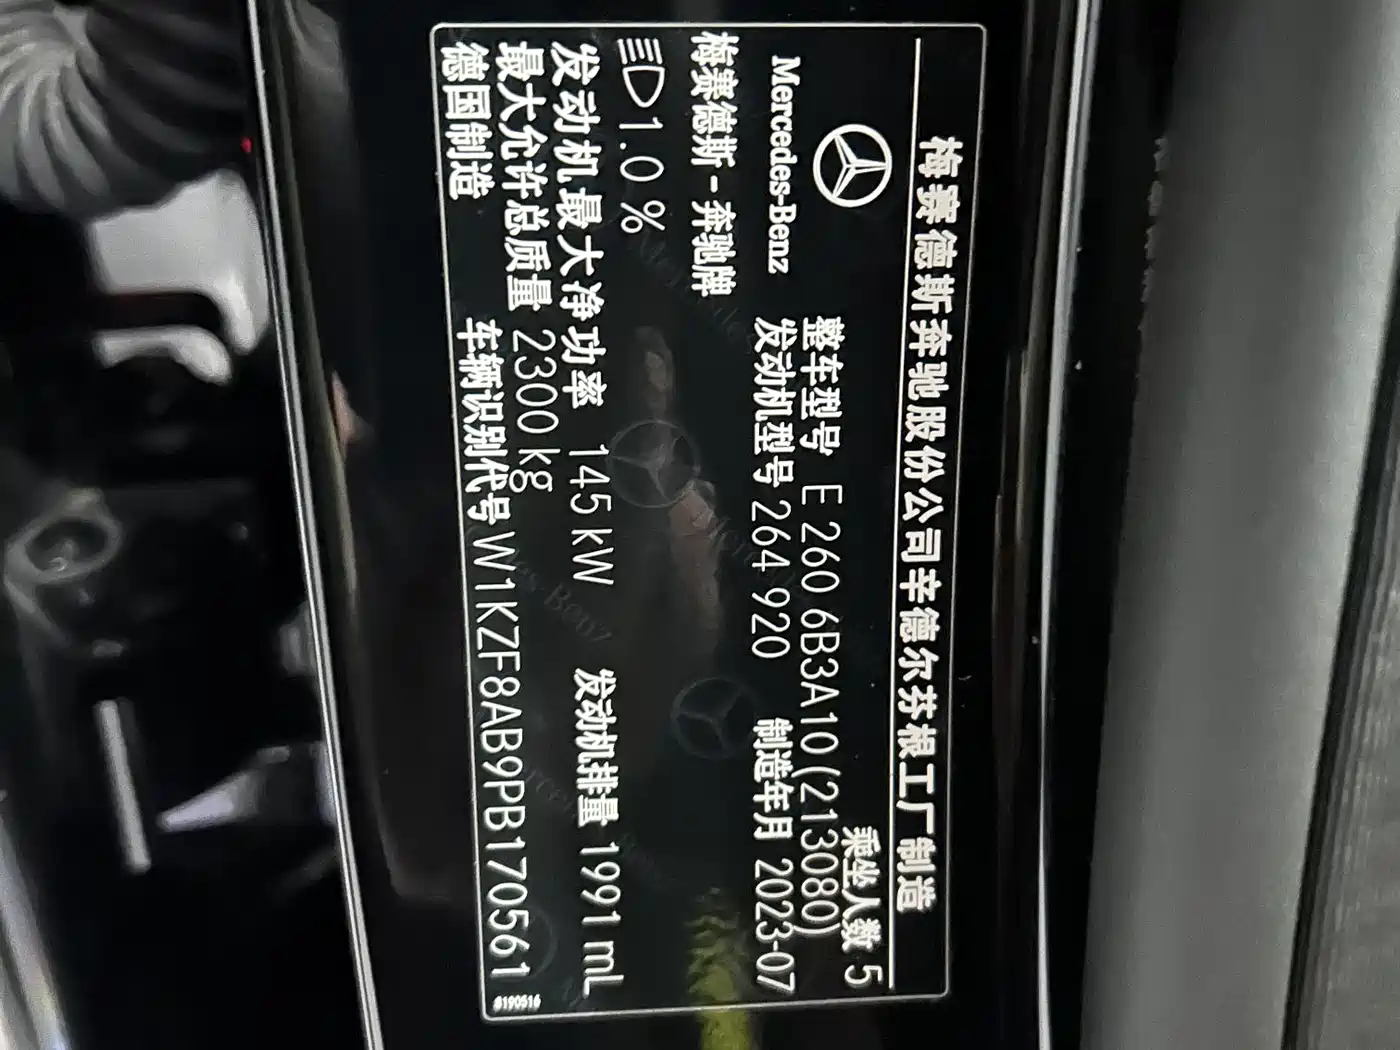 梅赛德斯奔驰股份公司辛德尔芬根工厂制造
乘坐人数 5
Mercedes-Benz
整车型号 E 260 6B3A10(213080)
发动机型号 264 920 制造年月 2023-07
梅赛德斯-奔驰牌
1.0 %
发动机最大净功率 145 kW 发动机排量 1991 mL
最大允许总质量 2300 kg
德国制造 车辆识别代号 W1KZF8AB9PB170561
Mercedes-Benz